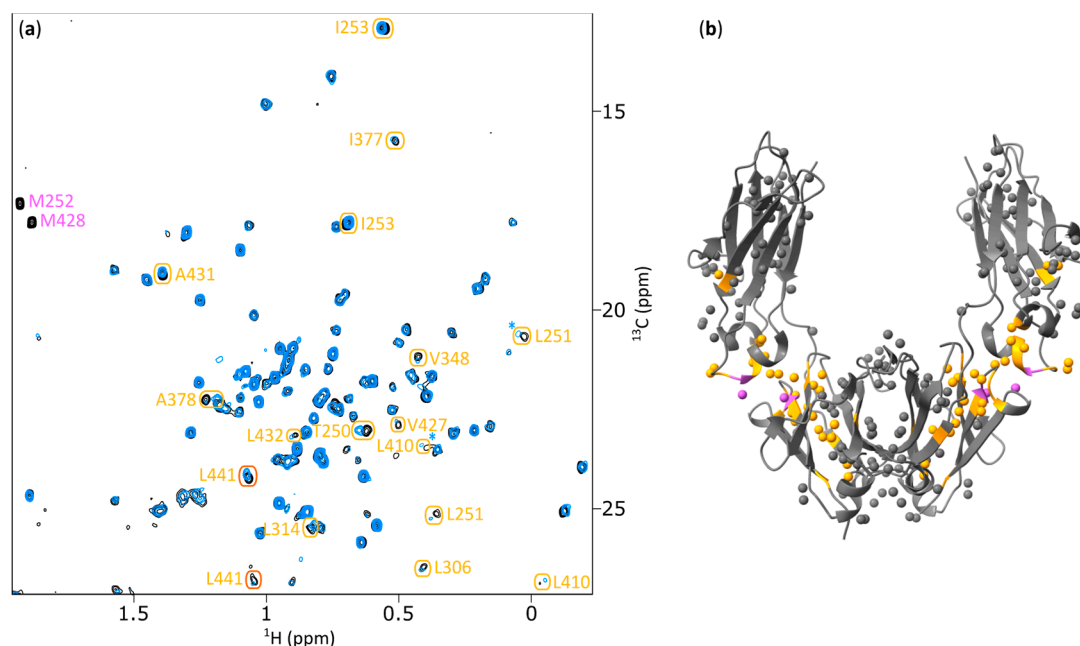 (a)
(b)
I253
15
I377
M252
M428
I253
A431
20
¹³C (ppm)
*
L251
V348
A378
V427
L432
T250
L410
*
L441
L314
L251
25
L306
L441
L410
1.5
1
0.5
0
¹H (ppm)